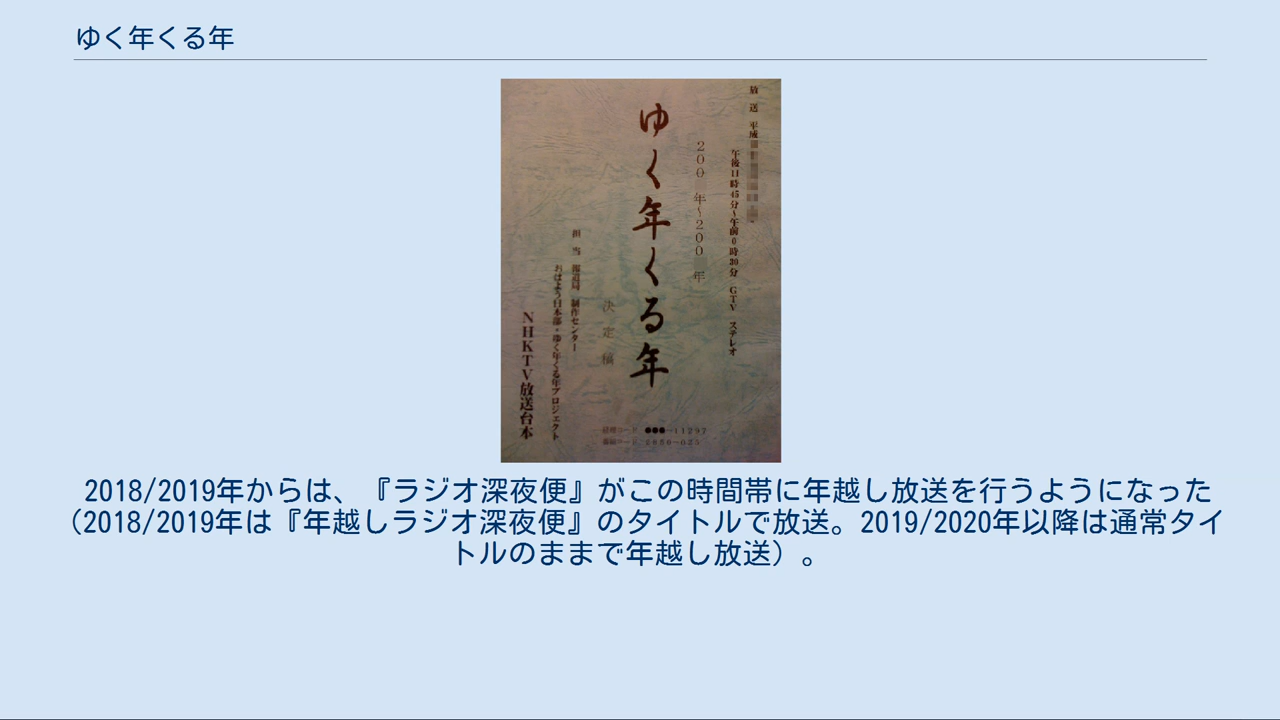 ゆく年くる年
放送 平成
午後11時45分〜午前0時30分 GTV ステレオ
200 年〜200 年
ゆく年くる年
決定稿
担当 報道局 制作センター
おはよう日本部・ゆく年くる年プロジェクト
NHKTV放送台本
●●●-11297
2018/2019年からは、『ラジオ深夜便』がこの時間帯に年越し放送を行うようになった
（2018/2019年は『年越しラジオ深夜便』のタイトルで放送。2019/2020年以降は通常タイ
トルのままで年越し放送）。